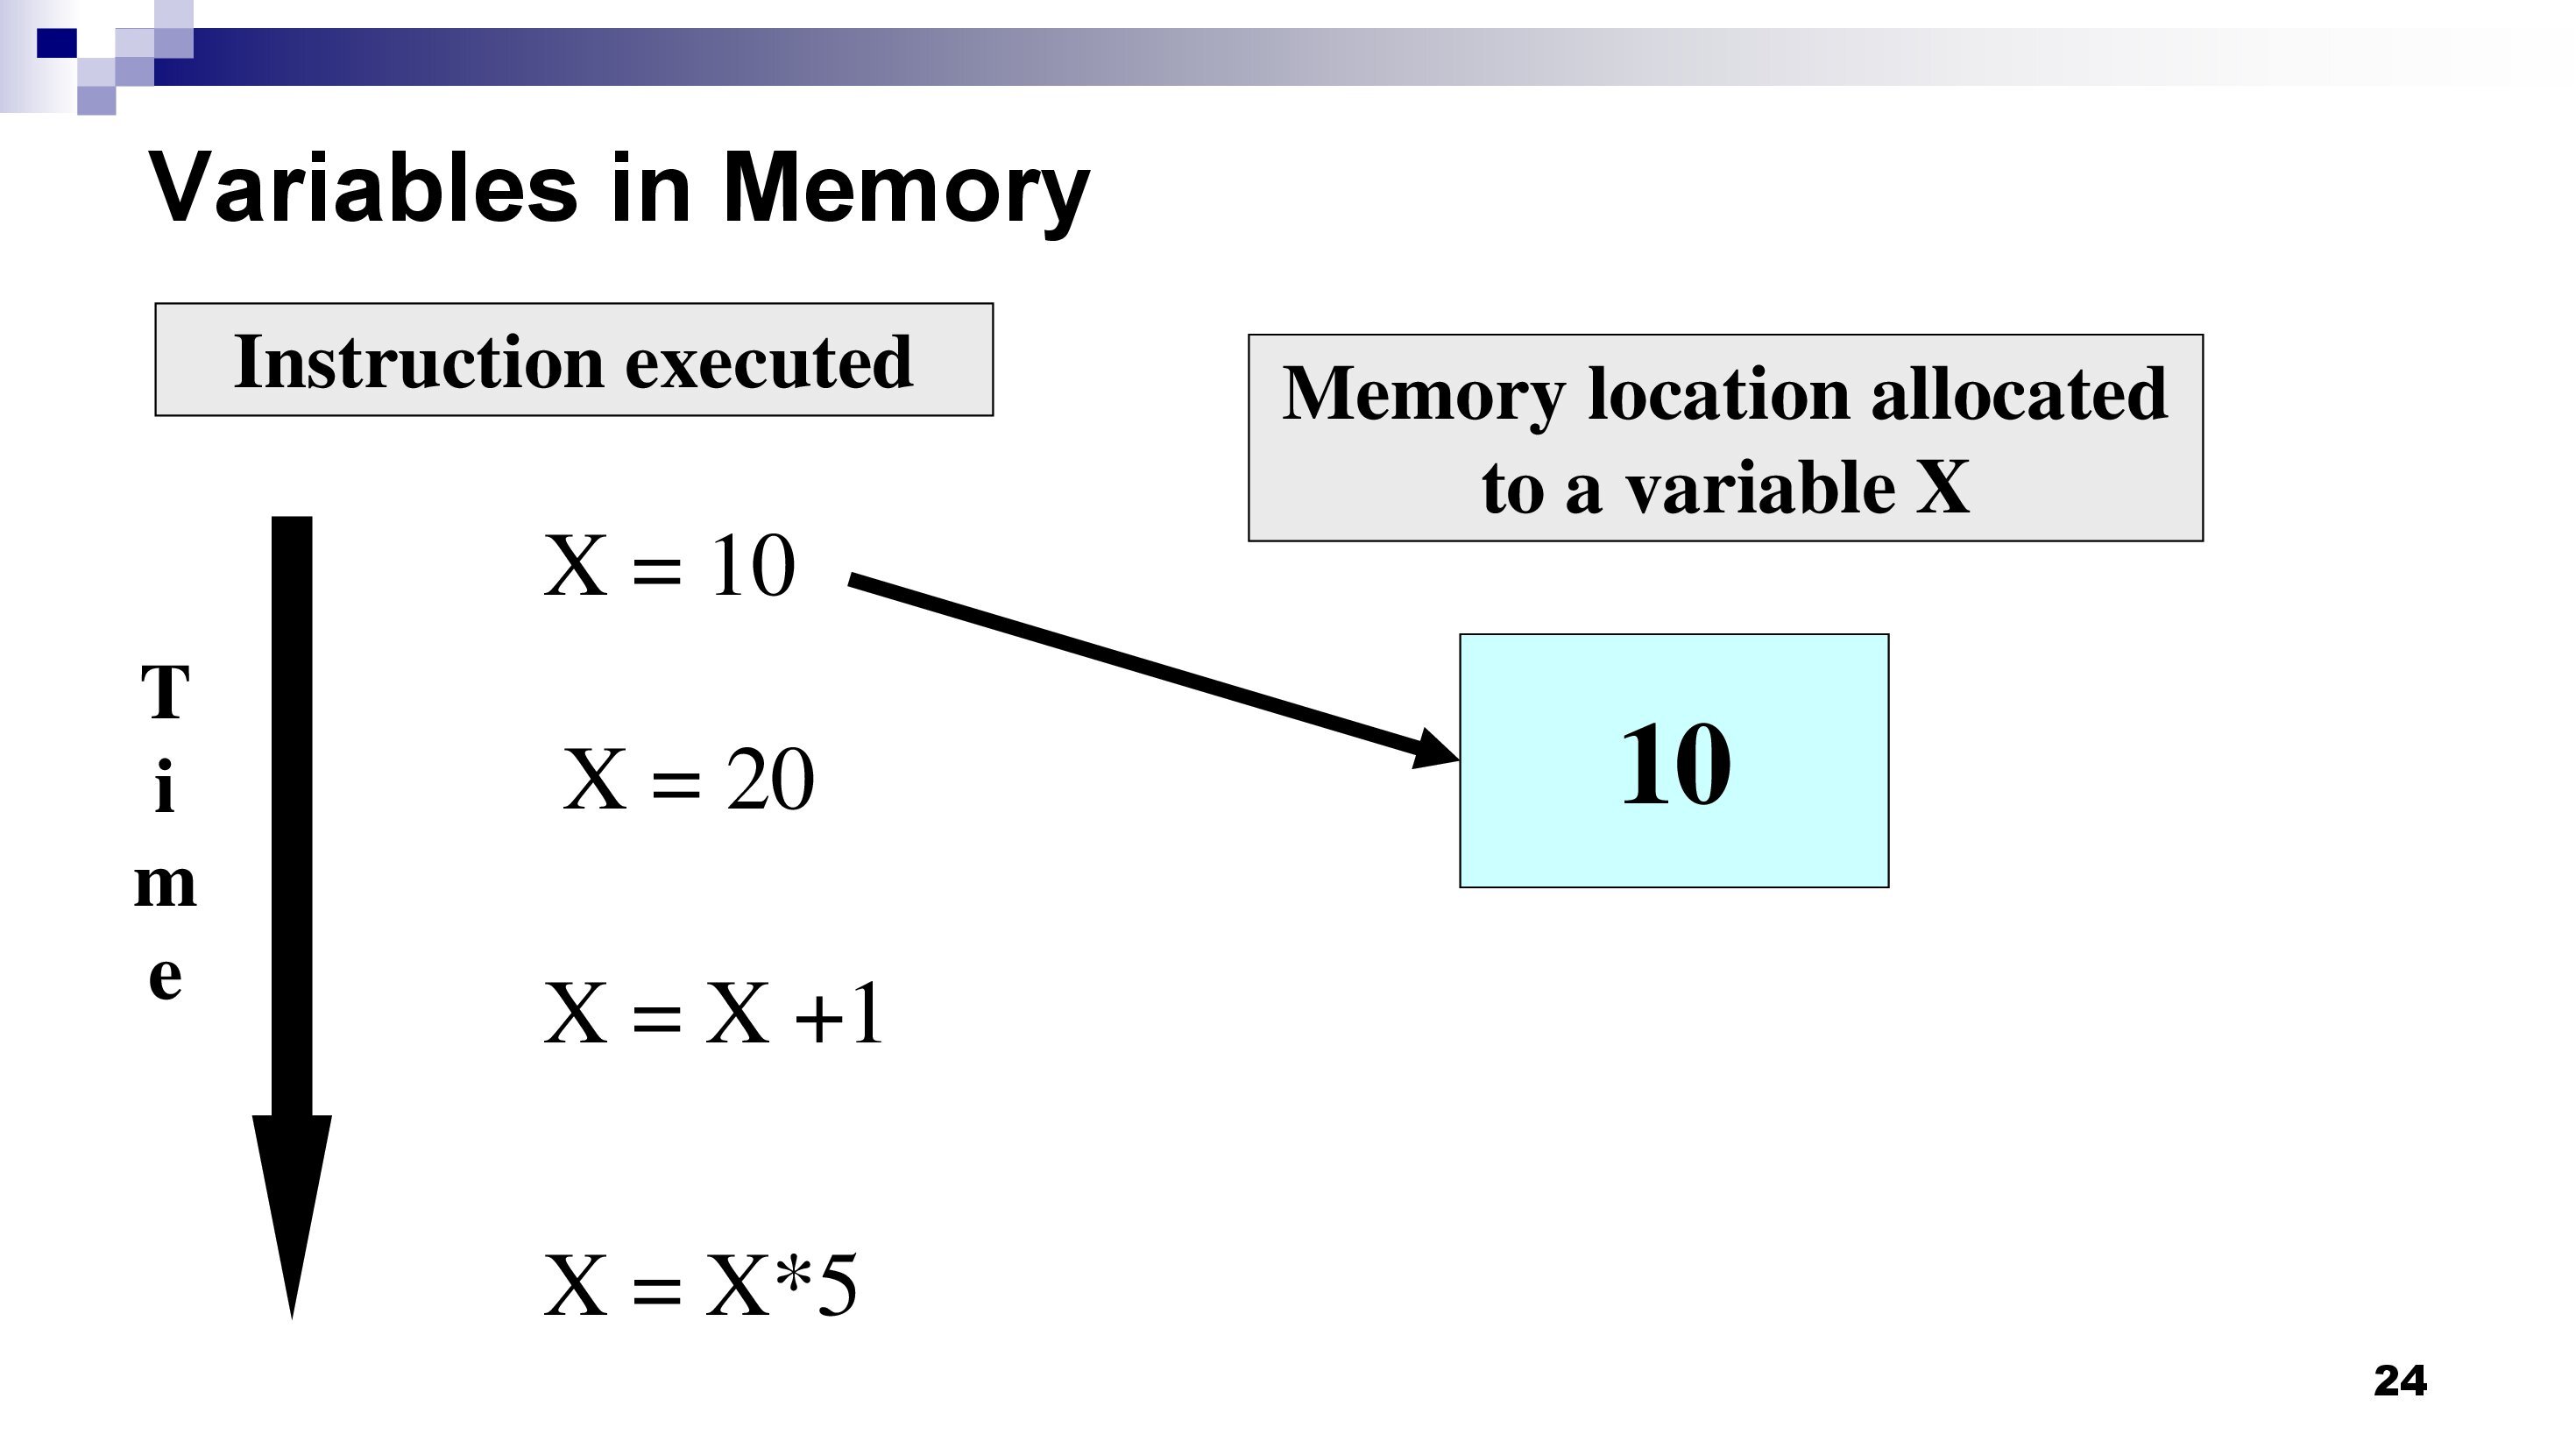 Variables in Memory
Instruction executed
Memory location allocated
to a variable X
T
i
m
e
X = 10
X = 20
X = X +1
X = X*5
10
24